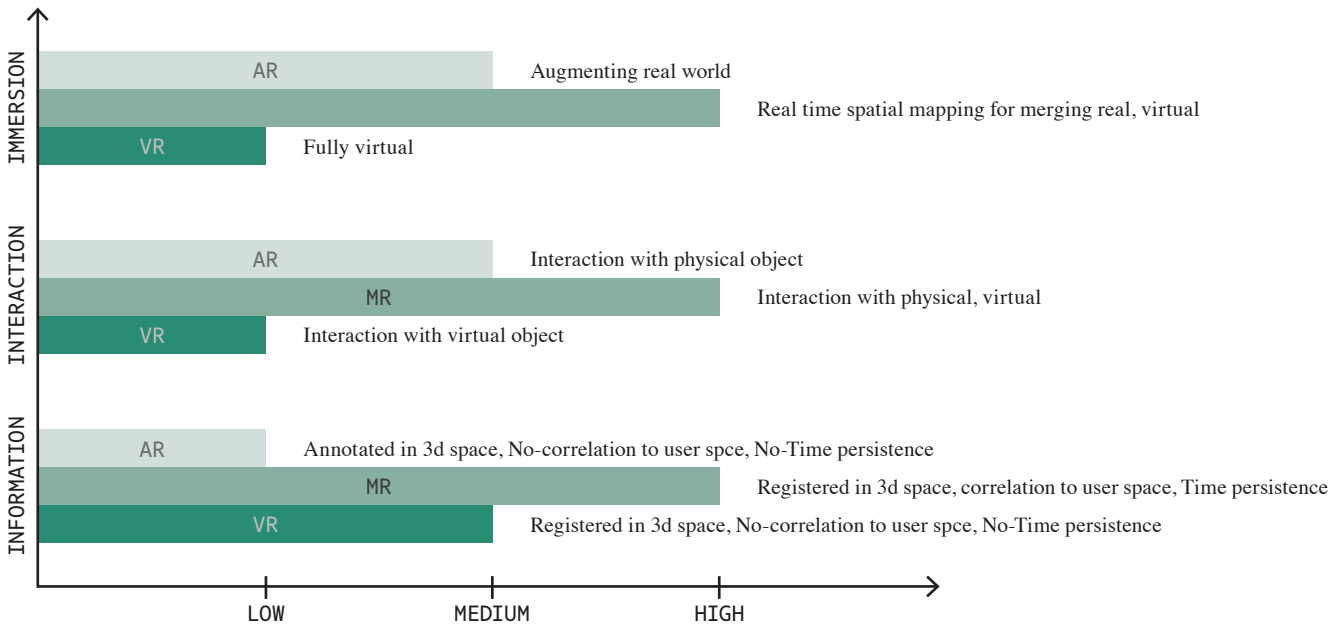 IMMERSION
AR
Augmenting real world
Real time spatial mapping for merging real, virtual
VR
Fully virtual
INTERACTION
AR
Interaction with physical object
MR
Interaction with physical, virtual
VR
Interaction with virtual object
INFORMATION
AR
Annotated in 3d space, No-correlation to user spce, No-Time persistence
MR
Registered in 3d space, correlation to user space, Time persistence
VR
Registered in 3d space, No-correlation to user spce, No-Time persistence
LOW
MEDIUM
HIGH